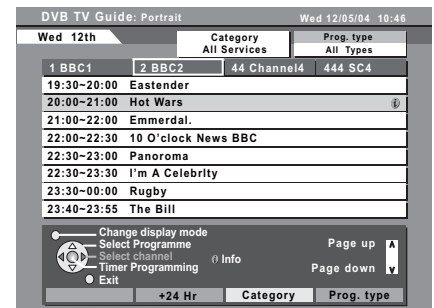 DVB TV Guide: Portrait Wed 12/05/04 10:46
Wed 12th Category Prog. type
All Services All Types
1 BBC1 2 BBC2 44 Channel4 444 SC4
19:30~20:00 Eastender
20:00~21:00 Hot Wars i
21:00~22:00 Emmerdal.
22:00~22:30 10 O'clock News BBC
22:30~23:00 Panoroma
22:30~23:30 I'm A Celebrity
23:30~00:00 Rugby
23:40~23:55 The Bill
Change display mode
Select Programme Page up
Select channel i Info
Timer Programming Page down
Exit
+24 Hr Category Prog. type